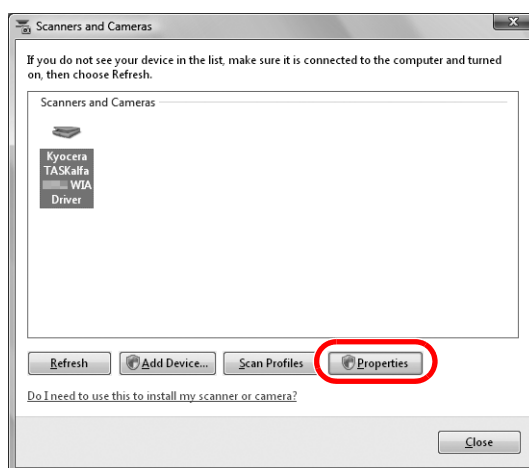 Scanners and Cameras
If you do not see your device in the list, make sure it is connected to the computer and turned
on, then choose Refresh.
Scanners and Cameras
Kyocera
TASKalfa
WIA
Driver
Refresh
Add Device...
Scan Profiles
Properties
Do I need to use this to install my scanner or camera?
Close